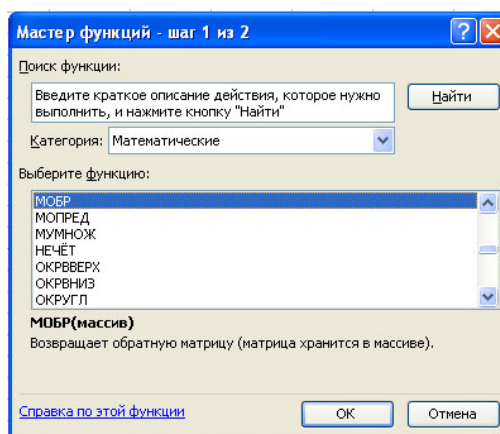 Мастер функций - шаг 1 из 2
Поиск функции:
Введите краткое описание действия, которое нужно
выполнить, и нажмите кнопку "Найти"
Найти
Категория: Математические
Выберите функцию:
МОБР
МОПРЕД
МУМНОЖ
НЕЧЁТ
ОКРВВЕРХ
ОКРВНИЗ
ОКРУГЛ
МОБР(массив)
Возвращает обратную матрицу (матрица хранится в массиве).
Справка по этой функции
ОК
Отмена